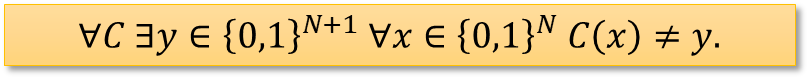 ∀𝐶 ∃𝑦 ∈ {0,1}ᴺ⁺¹ ∀𝑥 ∈ {0,1}ᴺ 𝐶(𝑥) ≠ 𝑦.